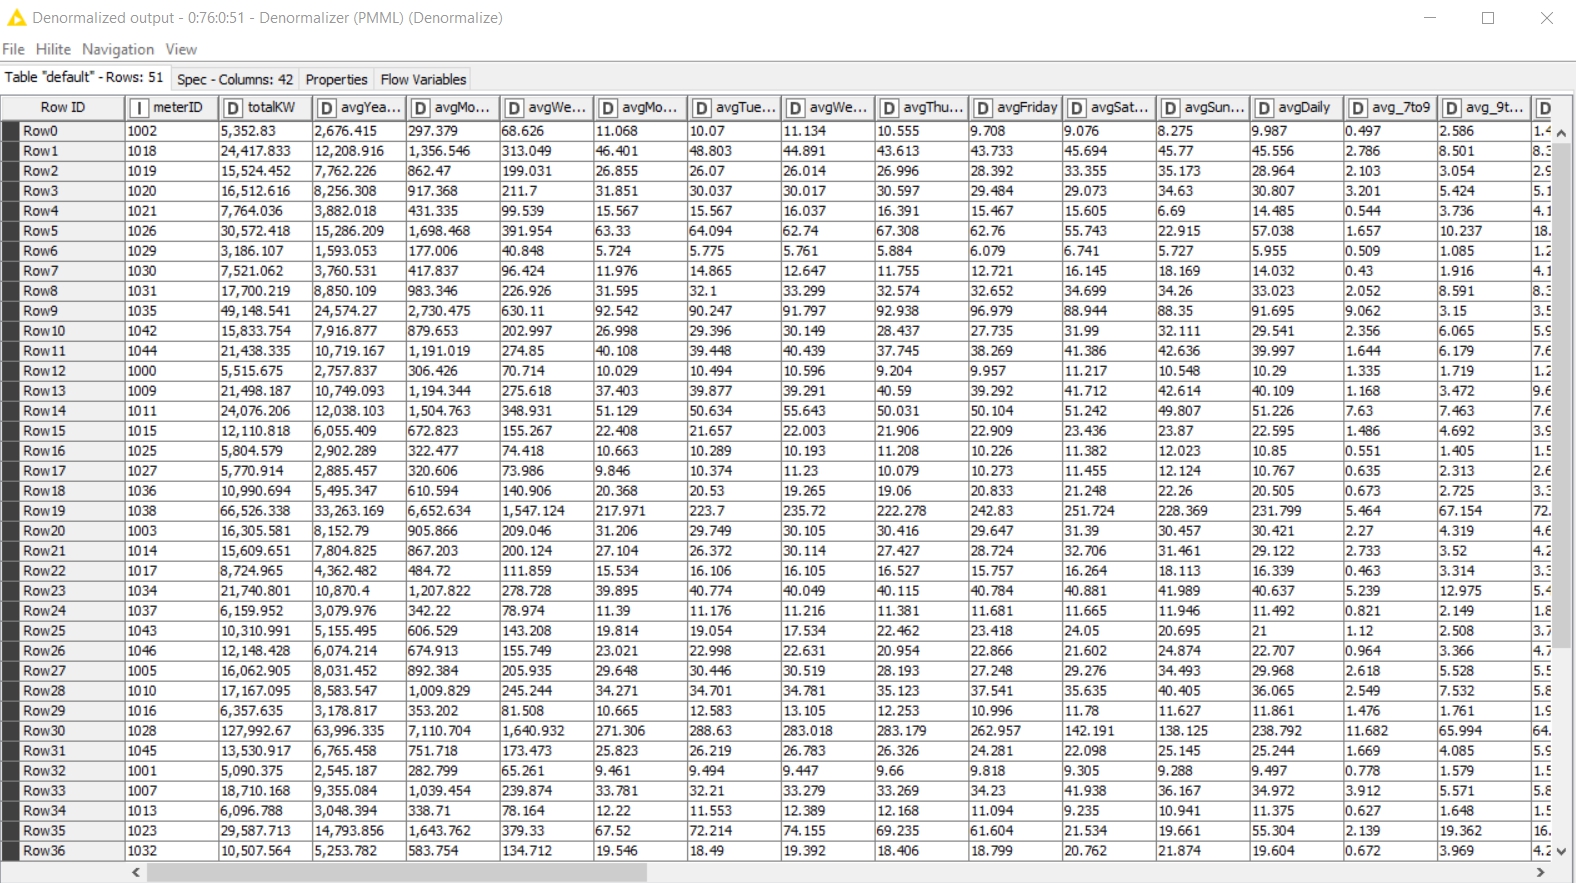 Denormalized output - 0:76:0:51 - Denormalizer (PMML) (Denormalize)
File Hilite Navigation View
Table "default" - Rows: 51 Spec - Columns: 42 Properties Flow Variables
Row ID I meterID D totalKW D avgYea... D avgMo... D avgWe... D avgMo... D avgTue... D avgWe... D avgThu... D avgFriday D avgSat... D avgSun... D avgDaily D avg_7to9 D avg_9t... D
Row0 1002 5,352.83 2,676.415 297.379 68.626 11.068 10.07 11.134 10.555 9.708 9.076 8.275 9.987 0.497 2.586 1.4
Row1 1018 24,417.833 12,208.916 1,356.546 313.049 46.401 48.803 44.891 43.613 43.733 45.694 45.77 45.556 2.786 8.501 8.3
Row2 1019 15,524.452 7,762.226 862.47 199.031 26.855 26.07 26.014 26.996 28.392 33.355 35.173 28.964 2.103 3.054 2.9
Row3 1020 16,512.616 8,256.308 917.368 211.7 31.851 30.037 30.017 30.597 29.484 29.073 34.63 30.807 3.201 5.424 5.1
Row4 1021 7,764.036 3,882.018 431.335 99.539 15.567 15.567 16.037 16.391 15.467 15.605 6.69 14.485 0.544 3.736 4.1
Row5 1026 30,572.418 15,286.209 1,698.468 391.954 63.33 64.094 62.74 67.308 62.76 55.743 22.915 57.038 1.657 10.237 18.
Row6 1029 3,186.107 1,593.053 177.006 40.848 5.724 5.775 5.761 5.884 6.079 6.741 5.727 5.955 0.509 1.085 1.2
Row7 1030 7,521.062 3,760.531 417.837 96.424 11.976 14.865 12.647 11.755 12.721 16.145 18.169 14.032 0.43 1.916 4.1
Row8 1031 17,700.219 8,850.109 983.346 226.926 31.595 32.1 33.299 32.574 32.652 34.699 34.26 33.023 2.052 8.591 8.3
Row9 1035 49,148.541 24,574.27 2,730.475 630.11 92.542 90.247 91.797 92.938 96.979 88.944 88.35 91.695 9.062 3.15 3.5
Row10 1042 15,833.754 7,916.877 879.653 202.997 26.998 29.396 30.149 28.437 27.735 31.99 32.111 29.541 2.356 6.065 5.9
Row11 1044 21,438.335 10,719.167 1,191.019 274.85 40.108 39.448 40.439 37.745 38.269 41.386 42.636 39.997 1.644 6.179 7.6
Row12 1000 5,515.675 2,757.837 306.426 70.714 10.029 10.494 10.596 9.204 9.957 11.217 10.548 10.29 1.335 1.719 1.2
Row13 1009 21,498.187 10,749.093 1,194.344 275.618 37.403 39.877 39.291 40.59 39.292 41.712 42.614 40.109 1.168 3.472 9.6
Row14 1011 24,076.206 12,038.103 1,504.763 348.931 51.129 50.634 55.643 50.031 50.104 51.242 49.807 51.226 7.63 7.463 7.6
Row15 1015 12,110.818 6,055.409 672.823 155.267 22.408 21.657 22.003 21.906 22.909 23.436 23.87 22.595 1.486 4.692 3.9
Row16 1025 5,804.579 2,902.289 322.477 74.418 10.663 10.289 10.193 11.208 10.226 11.382 12.023 10.85 0.551 1.405 1.5
Row17 1027 5,770.914 2,885.457 320.606 73.986 9.846 10.374 11.23 10.079 10.273 11.455 12.124 10.767 0.635 2.313 2.6
Row18 1036 10,990.694 5,495.347 610.594 140.906 20.368 20.53 19.265 19.06 20.833 21.248 22.26 20.505 0.673 2.725 3.3
Row19 1038 66,526.338 33,263.169 6,652.634 1,547.124 217.971 223.7 235.72 222.278 242.83 251.724 228.369 231.799 5.464 67.154 72.
Row20 1003 16,305.581 8,152.79 905.866 209.046 31.206 29.749 30.105 30.416 29.647 31.39 30.457 30.421 2.27 4.319 4.6
Row21 1014 15,609.651 7,804.825 867.203 200.124 27.104 26.372 30.114 27.427 28.724 32.706 31.461 29.122 2.733 3.52 4.2
Row22 1017 8,724.965 4,362.482 484.72 111.859 15.534 16.106 16.105 16.527 15.757 16.264 18.113 16.339 0.463 3.314 3.3
Row23 1034 21,740.801 10,870.4 1,207.822 278.728 39.895 40.774 40.049 40.115 40.784 40.881 41.989 40.637 5.239 12.975 5.4
Row24 1037 6,159.952 3,079.976 342.22 78.974 11.39 11.176 11.216 11.381 11.681 11.665 11.946 11.492 0.821 2.149 1.8
Row25 1043 10,310.991 5,155.495 606.529 143.208 19.814 19.054 17.534 22.462 23.418 24.05 20.695 21 1.12 2.508 3.7
Row26 1046 12,148.428 6,074.214 674.913 155.749 23.021 22.998 22.631 20.954 22.866 21.602 24.874 22.707 0.964 3.366 4.7
Row27 1005 16,062.905 8,031.452 892.384 205.935 29.648 30.446 30.519 28.193 27.248 29.276 34.493 29.968 2.618 5.528 5.5
Row28 1010 17,167.095 8,583.547 1,009.829 245.244 34.271 34.701 34.781 35.123 37.541 35.635 40.405 36.065 2.549 7.532 5.8
Row29 1016 6,357.635 3,178.817 353.202 81.508 10.665 12.583 13.105 12.253 10.996 11.78 11.627 11.861 1.476 1.761 1.9
Row30 1028 127,992.67 63,996.335 7,110.704 1,640.932 271.306 288.63 283.018 283.179 262.957 142.191 138.125 238.792 11.682 65.994 64.
Row31 1045 13,530.917 6,765.458 751.718 173.473 25.823 26.219 26.783 26.326 24.281 22.098 25.145 25.244 1.669 4.085 5.9
Row32 1001 5,090.375 2,545.187 282.799 65.261 9.461 9.494 9.447 9.66 9.818 9.305 9.288 9.497 0.778 1.579 1.5
Row33 1007 18,710.168 9,355.084 1,039.454 239.874 33.781 32.21 33.279 33.269 34.23 41.938 36.167 34.972 3.912 5.571 5.8
Row34 1013 6,096.788 3,048.394 338.71 78.164 12.22 11.553 12.389 12.168 11.094 9.235 10.941 11.375 0.627 1.648 1.5
Row35 1023 29,587.713 14,793.856 1,643.762 379.33 67.52 72.214 74.155 69.235 61.604 21.534 19.661 55.304 2.139 19.362 16.
Row36 1032 10,507.564 5,253.782 583.754 134.712 19.546 18.49 19.392 18.406 18.799 20.762 21.874 19.604 0.672 3.969 4.2